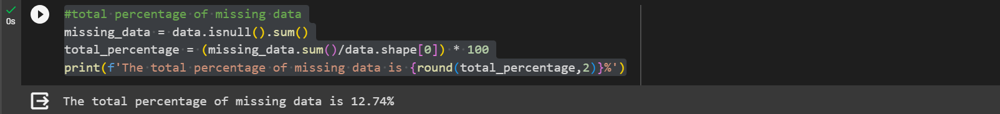 #total percentage of missing data
missing_data = data.isnull().sum()
total_percentage = (missing_data.sum()/data.shape[0]) * 100
print(f'The total percentage of missing data is {round(total_percentage,2)}%')
0s
The total percentage of missing data is 12.74%